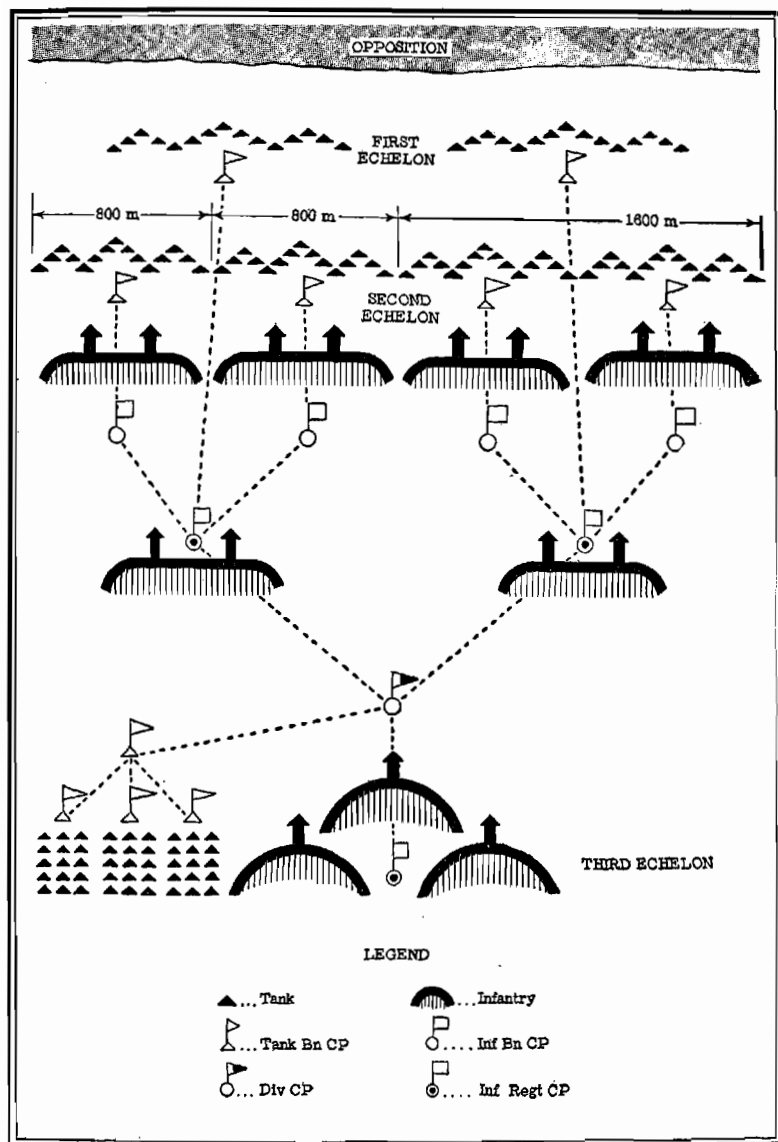 OPPOSITION
FIRST
ECHELON
800 m
800 m
1600 m
SECOND
ECHELON
THIRD ECHELON
LEGEND
... Tank
.... Infantry
... Tank Bn CP
.... Inf Bn CP
... Div CP
.... Inf Regt CP